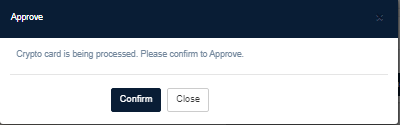 Approve
Crypto card is being processed. Please confirm to Approve.
Confirm Close